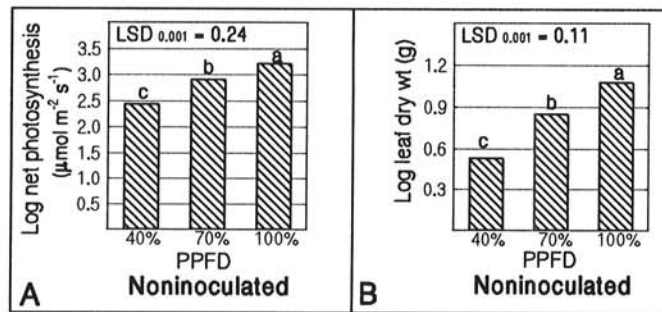 LSD 0.001 = 0.24
Log net photosynthesis
(µmol m⁻² s⁻¹)
3.5
3.0
2.5
2.0
1.5
1.0
0.5
c
b
a
40%
70%
100%
PPFD
Noninoculated
A
LSD 0.001 = 0.11
Log leaf dry wt (g)
1.2
0.9
0.6
0.3
c
b
a
40%
70%
100%
PPFD
Noninoculated
B